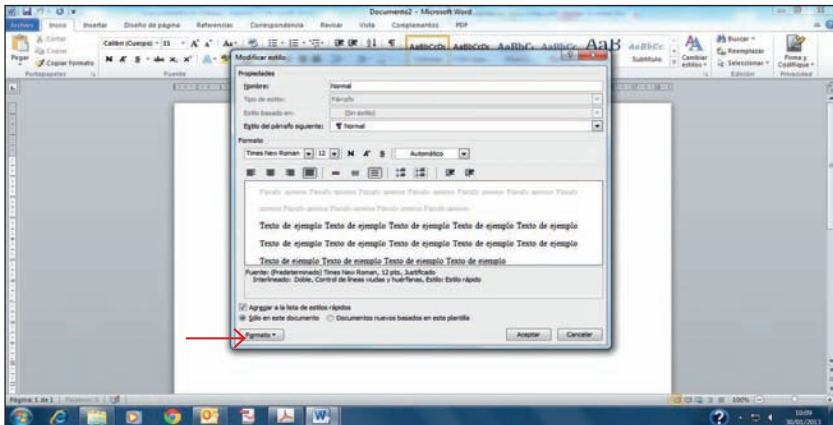 Documento2 - Microsoft Word
Archivo Inicio Insertar Diseño de página Referencias Correspondencia Revisar Vista Complementos PDF
Cortar
Copiar
Copiar formato
Pegar
Portapapeles
Calibri (Cuerpo) 11
Fuente
AaBbCcDc AaBbCcDc AaBbC AaBbCc AaB AaBbCc
Subtítulo
Cambiar estilos
Buscar
Reemplazar
Seleccionar
Edición
Firma y Codifique
Privacidad
Modificar estilo
Propiedades
Nombre: Normal
Tipo de estilo: Párrafo
Estilo basado en: (Sin estilo)
Estilo del párrafo siguiente: ¶ Normal
Formato
Times New Roman 12 N K S Automático
Texto de ejemplo Texto de ejemplo Texto de ejemplo Texto de ejemplo Texto de ejemplo
Texto de ejemplo Texto de ejemplo Texto de ejemplo Texto de ejemplo Texto de ejemplo
Texto de ejemplo Texto de ejemplo Texto de ejemplo Texto de ejemplo
Fuente: (Predeterminado) Times New Roman, 12 pto, Justificado
Interlineado: Doble, Control de líneas viudas y huérfanas, Estilo: Estilo rápido
Agregar a la lista de estilos rápidos
Sólo en este documento Documentos nuevos basados en esta plantilla
Formato Aceptar Cancelar
Página: 1 de 1
100%
10:09
30/01/2013